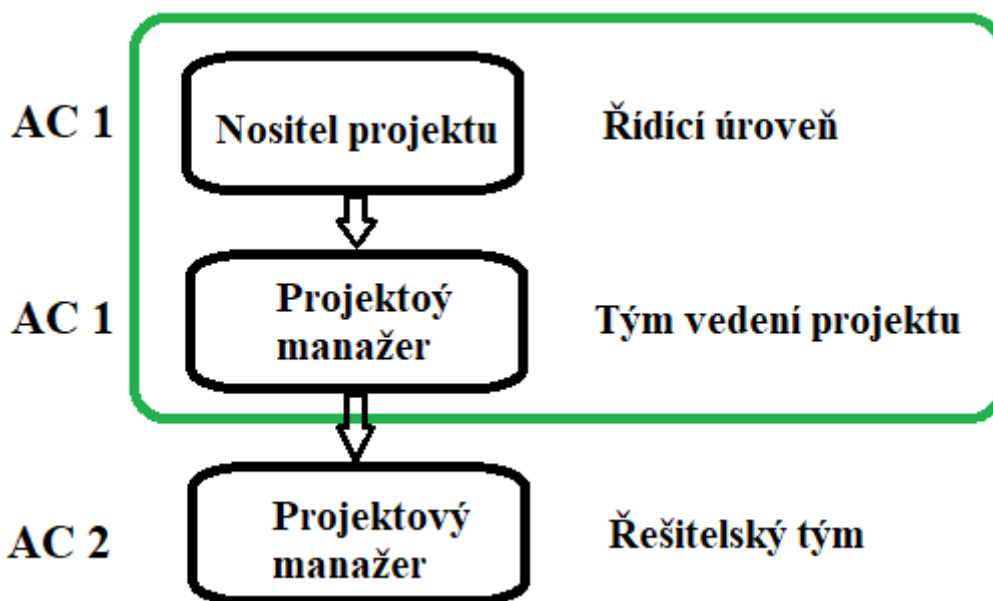 AC 1
Nositel projektu
Řídící úroveň
AC 1
Projektoý
manažer
Tým vedení projektu
AC 2
Projektový
manažer
Řešitelský tým